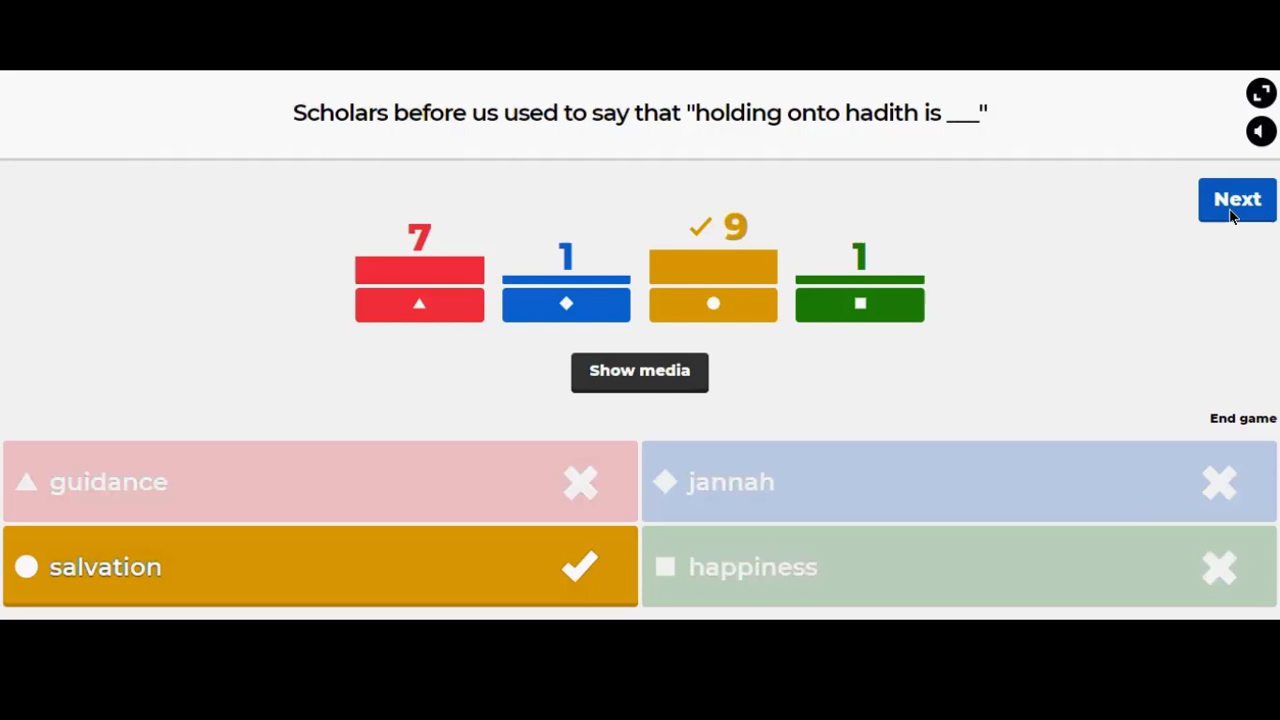 Scholars before us used to say that "holding onto hadith is ___"
Next
7
1
9
1
Show media
End game
guidance
jannah
salvation
happiness